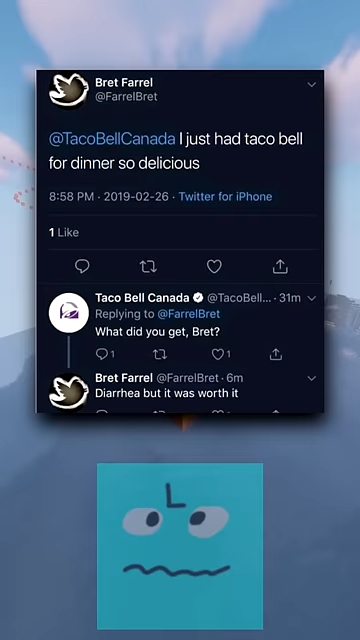 Bret Farrel
@FarrelBret
@TacoBellCanada I just had taco bell
for dinner so delicious
8:58 PM · 2019-02-26 · Twitter for iPhone
1 Like
Taco Bell Canada @TacoBell... · 31m
Replying to @FarrelBret
What did you get, Bret?
1 1
Bret Farrel @FarrelBret · 6m
Diarrhea but it was worth it